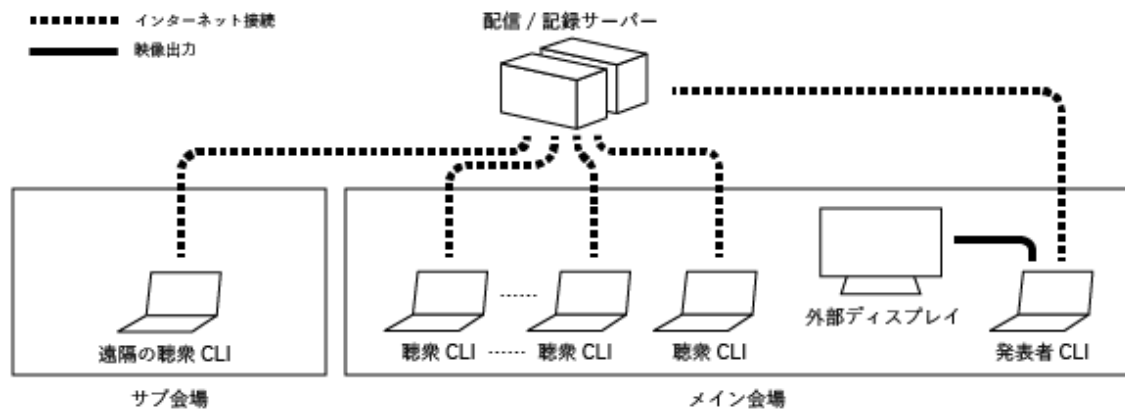 インターネット接続
映像出力
配信 / 記録サーバー
外部ディスプレイ
遠隔の聴衆 CLI
聴衆 CLI ······ 聴衆 CLI
聴衆 CLI
発表者 CLI
サブ会場
メイン会場